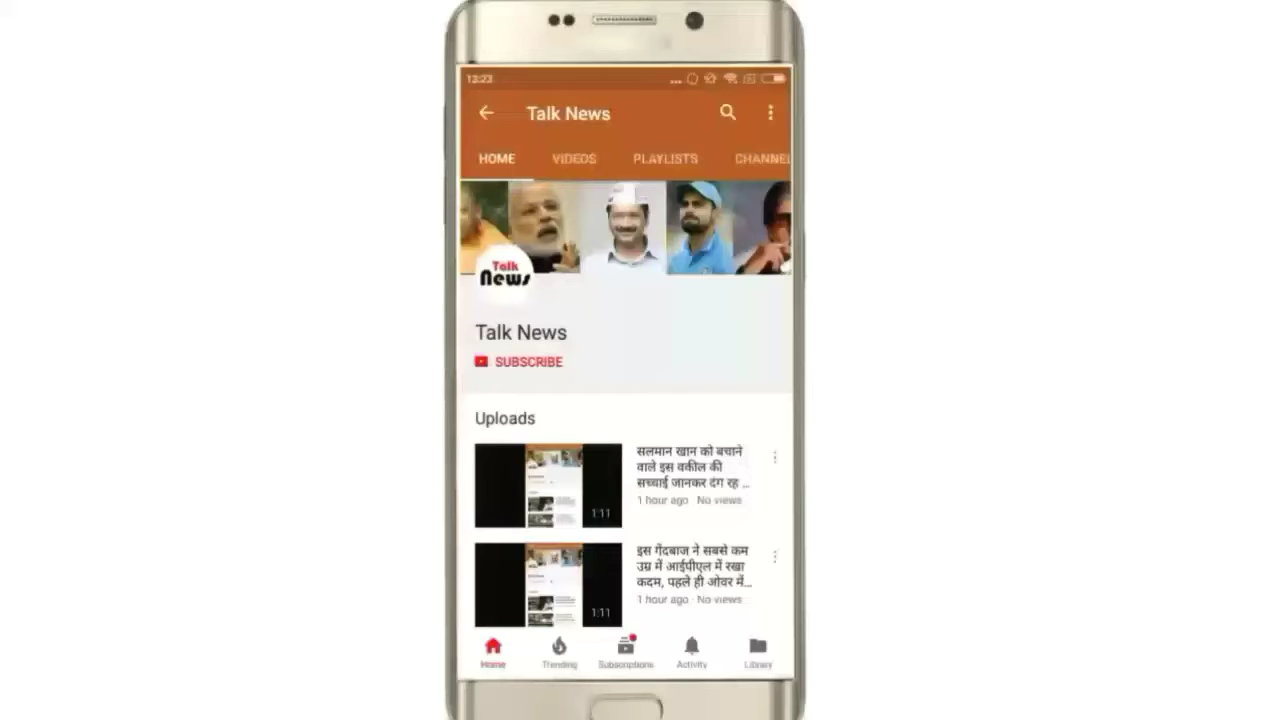 12:23
Talk News
HOME VIDEOS PLAYLISTS CHANNEL
Talk
News
Talk News
SUBSCRIBE
Uploads
सलमान खान को बचाने
वाले इस वकील की
सच्चाई जानकर दंग रह ...
1 hour ago · No views
1:11
इस गेंदबाज ने सबसे कम
उम्र में आईपीएल में रखा
कदम, पहले ही ओवर में...
1 hour ago · No views
1:11
Home Trending Subscriptions Activity Library